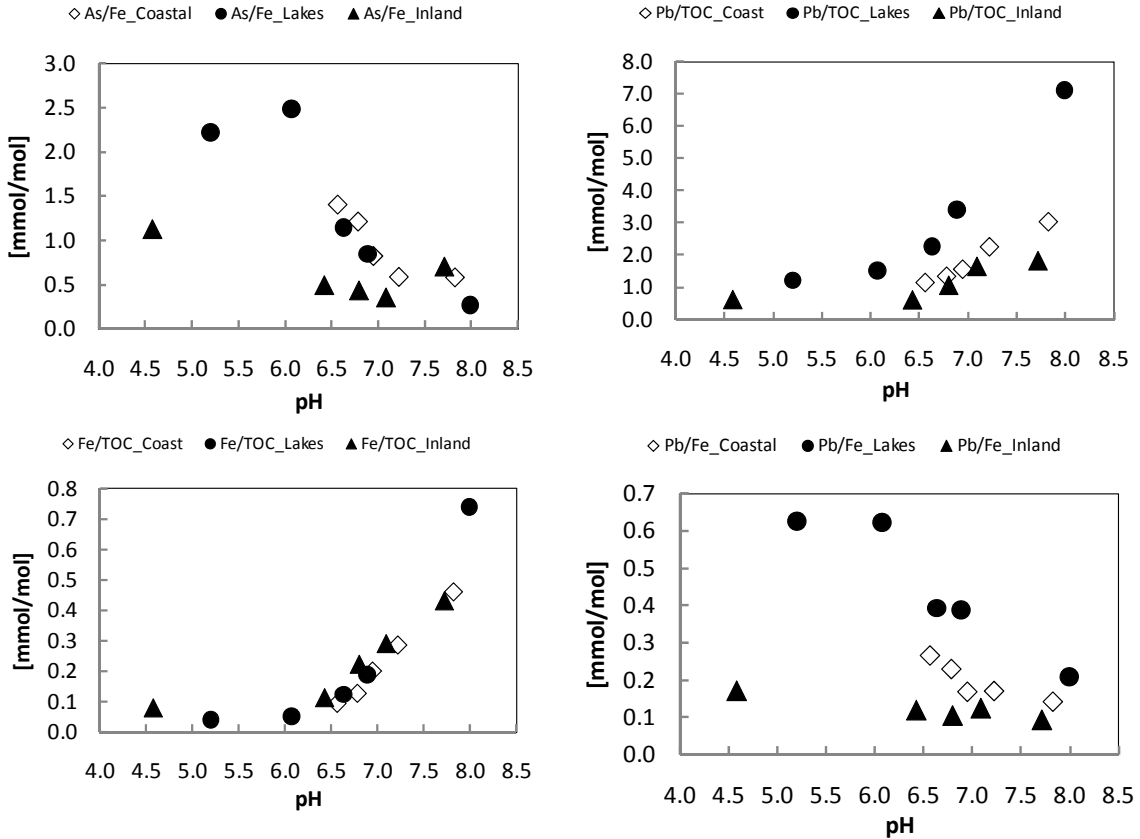 ◇ As/Fe_Coastal ● As/Fe_Lakes ▲ As/Fe_Inland
3.0
2.5
2.0
1.5
1.0
0.5
0.0
[mmol/mol]
4.0 4.5 5.0 5.5 6.0 6.5 7.0 7.5 8.0 8.5
pH
◇ Pb/TOC_Coast ● Pb/TOC_Lakes ▲ Pb/TOC_Inland
8.0
7.0
6.0
5.0
4.0
3.0
2.0
1.0
0.0
[mmol/mol]
4.0 4.5 5.0 5.5 6.0 6.5 7.0 7.5 8.0 8.5
pH
◇ Fe/TOC_Coast ● Fe/TOC_Lakes ▲ Fe/TOC_Inland
0.8
0.7
0.6
0.5
0.4
0.3
0.2
0.1
0.0
[mmol/mol]
4.0 4.5 5.0 5.5 6.0 6.5 7.0 7.5 8.0 8.5
pH
◇ Pb/Fe_Coastal ● Pb/Fe_Lakes ▲ Pb/Fe_Inland
0.7
0.6
0.5
0.4
0.3
0.2
0.1
0.0
[mmol/mol]
4.0 4.5 5.0 5.5 6.0 6.5 7.0 7.5 8.0 8.5
pH